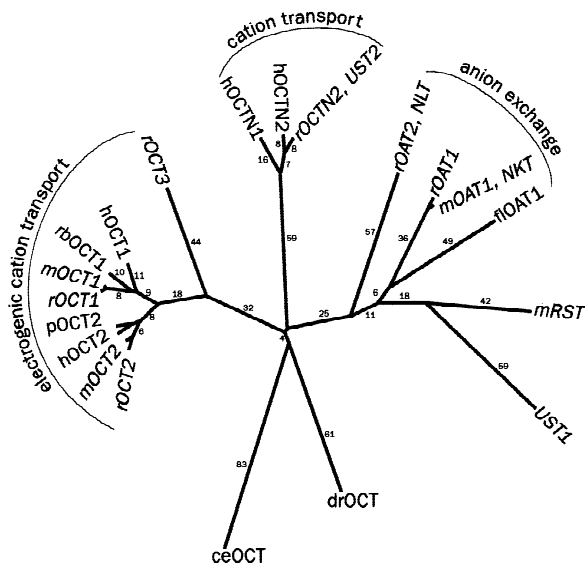 cation transport
hOCTN1
hOCTN2
rOCTN2, UST2
anion exchange
rOAT2, NLT
rOAT1
mOAT1, NKT
flOAT1
electrogenic cation transport
rOCT3
hOCT1
rbOCT1
mOCT1
rOCT1
pOCT2
hOCT2
mOCT2
rOCT2
16
8
8
7
44
10
11
8
9
18
8
6
32
59
57
36
49
6
18
42
25
11
59
4
61
83
mRST
UST1
drOCT
ceOCT